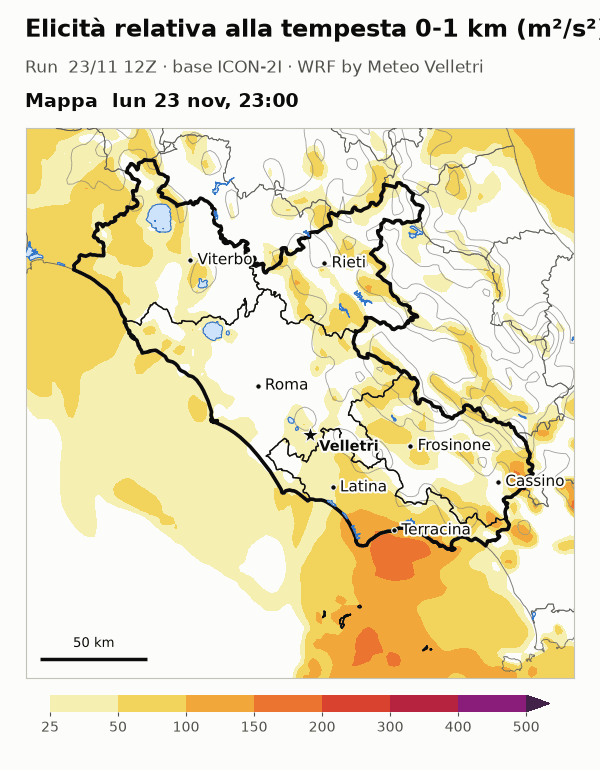 Elicità relativa alla tempesta 0-1 km (m²/s²)
Run 23/11 12Z · base ICON-2I · WRF by Meteo Velletri
Mappa lun 23 nov, 23:00
Viterbo
Rieti
Roma
Velletri
Frosinone
Latina
Cassino
Terracina
50 km
25 50 100 150 200 300 400 500